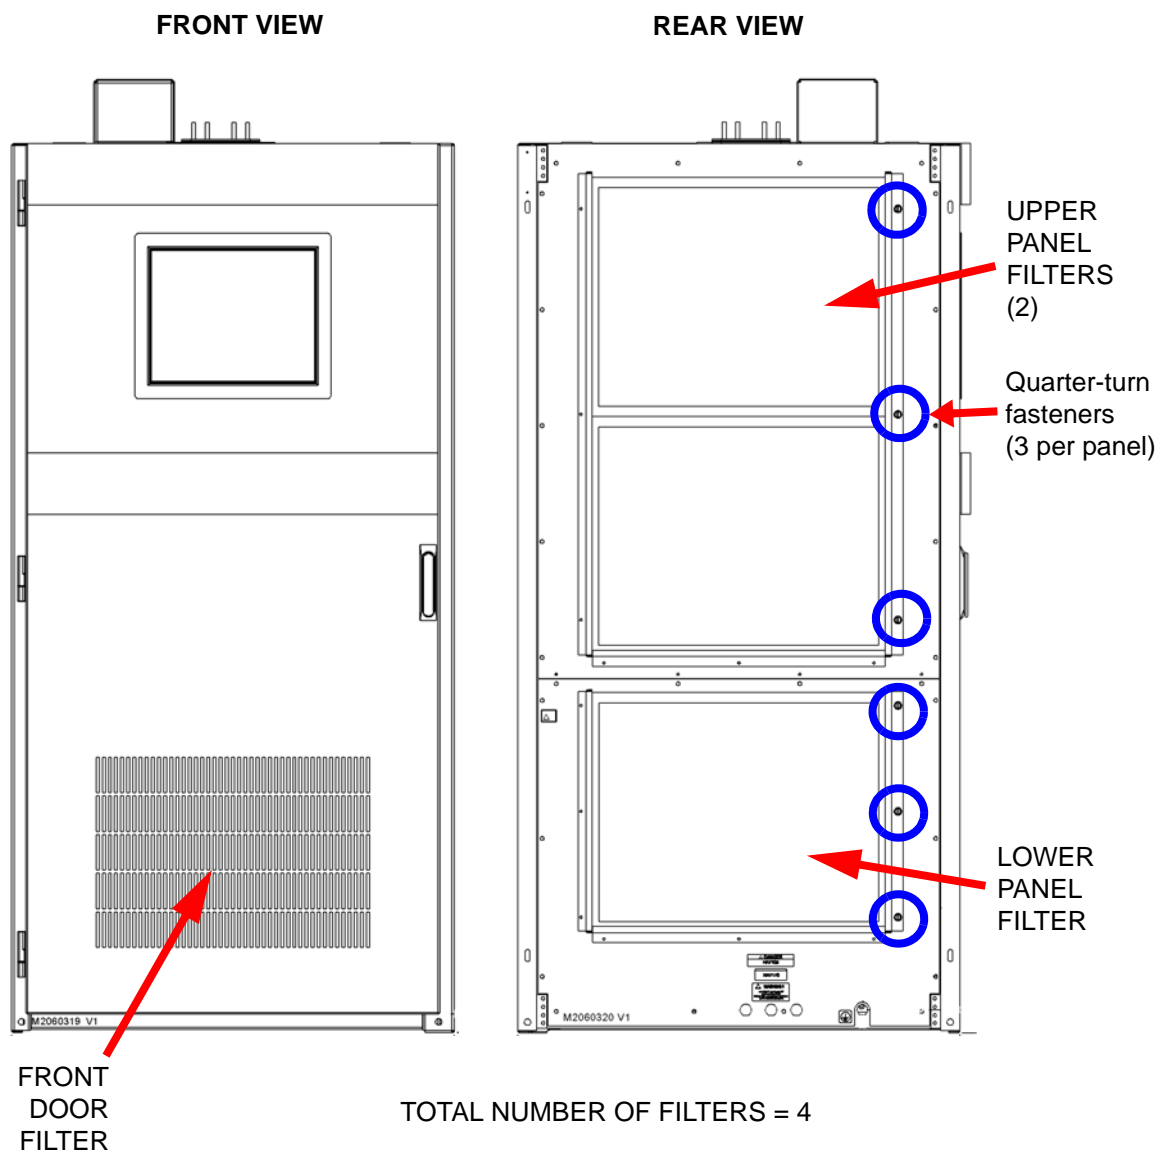 FRONT VIEW
REAR VIEW
UPPER
PANEL
FILTERS
(2)
Quarter-turn
fasteners
(3 per panel)
LOWER
PANEL
FILTER
M2060319 V1
M2060320 V1
FRONT
DOOR
FILTER
TOTAL NUMBER OF FILTERS = 4